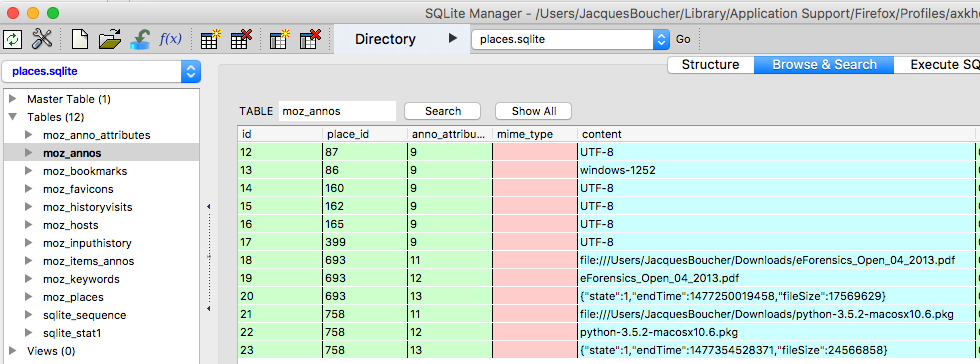 SQLite Manager - /Users/JacquesBoucher/Library/Application Support/Firefox/Profiles/axkh
f(x) Directory places.sqlite Go
places.sqlite Structure Browse & Search Execute SQ
Master Table (1)
Tables (12) TABLE moz_annos Search Show All
moz_anno_attributes id place_id anno_attribu... mime_type content
moz_annos 12 87 9 UTF-8
moz_bookmarks 13 86 9 windows-1252
moz_favicons 14 160 9 UTF-8
moz_historyvisits 15 162 9 UTF-8
moz_hosts 16 165 9 UTF-8
moz_inputhistory 17 399 9 UTF-8
moz_items_annos 18 693 11 file:///Users/JacquesBoucher/Downloads/eForensics_Open_04_2013.pdf
moz_keywords 19 693 12 eForensics_Open_04_2013.pdf
moz_places 20 693 13 {"state":1,"endTime":1477250019458,"fileSize":17569629}
sqlite_sequence 21 758 11 file:///Users/JacquesBoucher/Downloads/python-3.5.2-macosx10.6.pkg
sqlite_stat1 22 758 12 python-3.5.2-macosx10.6.pkg
Views (0) 23 758 13 {"state":1,"endTime":1477354528371,"fileSize":24566858}